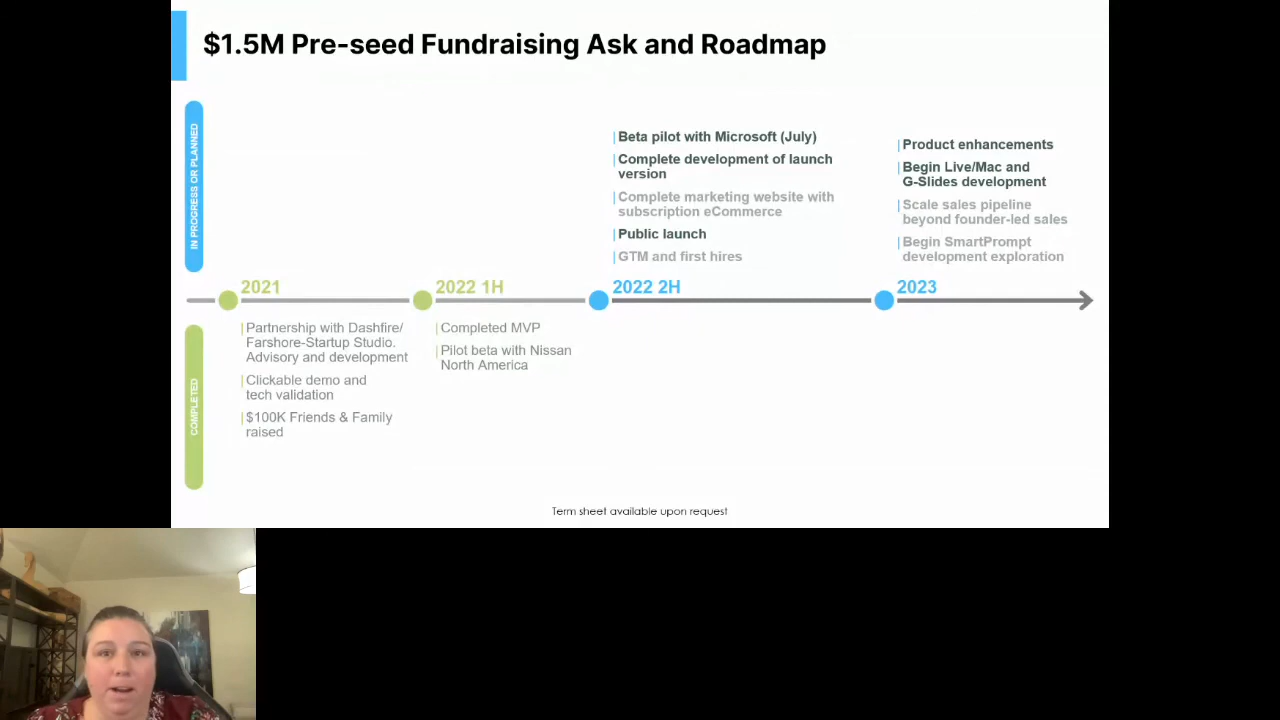 $1.5M Pre-seed Fundraising Ask and Roadmap
IN PROGRESS OR PLANNED
Beta pilot with Microsoft (July)
Complete development of launch
version
Complete marketing website with
subscription eCommerce
Public launch
GTM and first hires
Product enhancements
Begin Live/Mac and
G-Slides development
Scale sales pipeline
beyond founder-led sales
Begin SmartPrompt
development exploration
2021
2022 1H
2022 2H
2023
COMPLETED
Partnership with Dashfire/
Farshore-Startup Studio.
Advisory and development
Clickable demo and
tech validation
$100K Friends & Family
raised
Completed MVP
Pilot beta with Nissan
North America
Term sheet available upon request